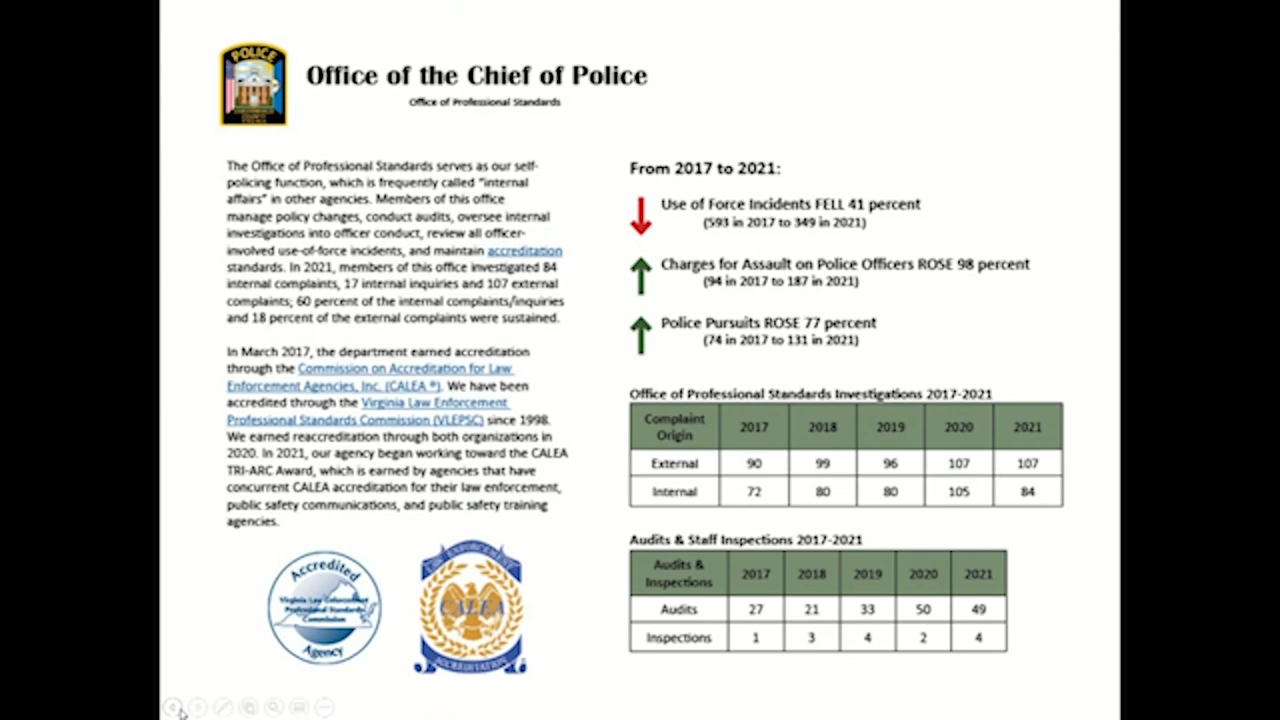 POLICE
Office of the Chief of Police
Office of Professional Standards
The Office of Professional Standards serves as our self-
policing function, which is frequently called "internal
affairs" in other agencies. Members of this office
manage policy changes, conduct audits, oversee internal
investigations into officer conduct, review all officer-
involved use-of-force incidents, and maintain accreditation
standards. In 2021, members of this office investigated 84
internal complaints, 17 internal inquiries and 107 external
complaints; 60 percent of the internal complaints/inquiries
and 18 percent of the external complaints were sustained.
In March 2017, the department earned accreditation
through the Commission on Accreditation for Law
Enforcement Agencies, Inc. (CALEA ®). We have been
accredited through the Virginia Law Enforcement
Professional Standards Commission (VLEPSC) since 1998.
We earned reaccreditation through both organizations in
2020. In 2021, our agency began working toward the CALEA
TRI-ARC Award, which is earned by agencies that have
concurrent CALEA accreditation for their law enforcement,
public safety communications, and public safety training
agencies.
Accredited
Virginia Law Enforcement
Professional Standards
Commission
Agency
LAW ENFORCEMENT
CALEA
ACCREDITATION
From 2017 to 2021:
Use of Force Incidents FELL 41 percent
(593 in 2017 to 349 in 2021)
Charges for Assault on Police Officers ROSE 98 percent
(94 in 2017 to 187 in 2021)
Police Pursuits ROSE 77 percent
(74 in 2017 to 131 in 2021)
Office of Professional Standards Investigations 2017-2021
Complaint Origin 2017 2018 2019 2020 2021
External 90 99 96 107 107
Internal 72 80 80 105 84
Audits & Staff Inspections 2017-2021
Audits & Inspections 2017 2018 2019 2020 2021
Audits 27 21 33 50 49
Inspections 1 3 4 2 4